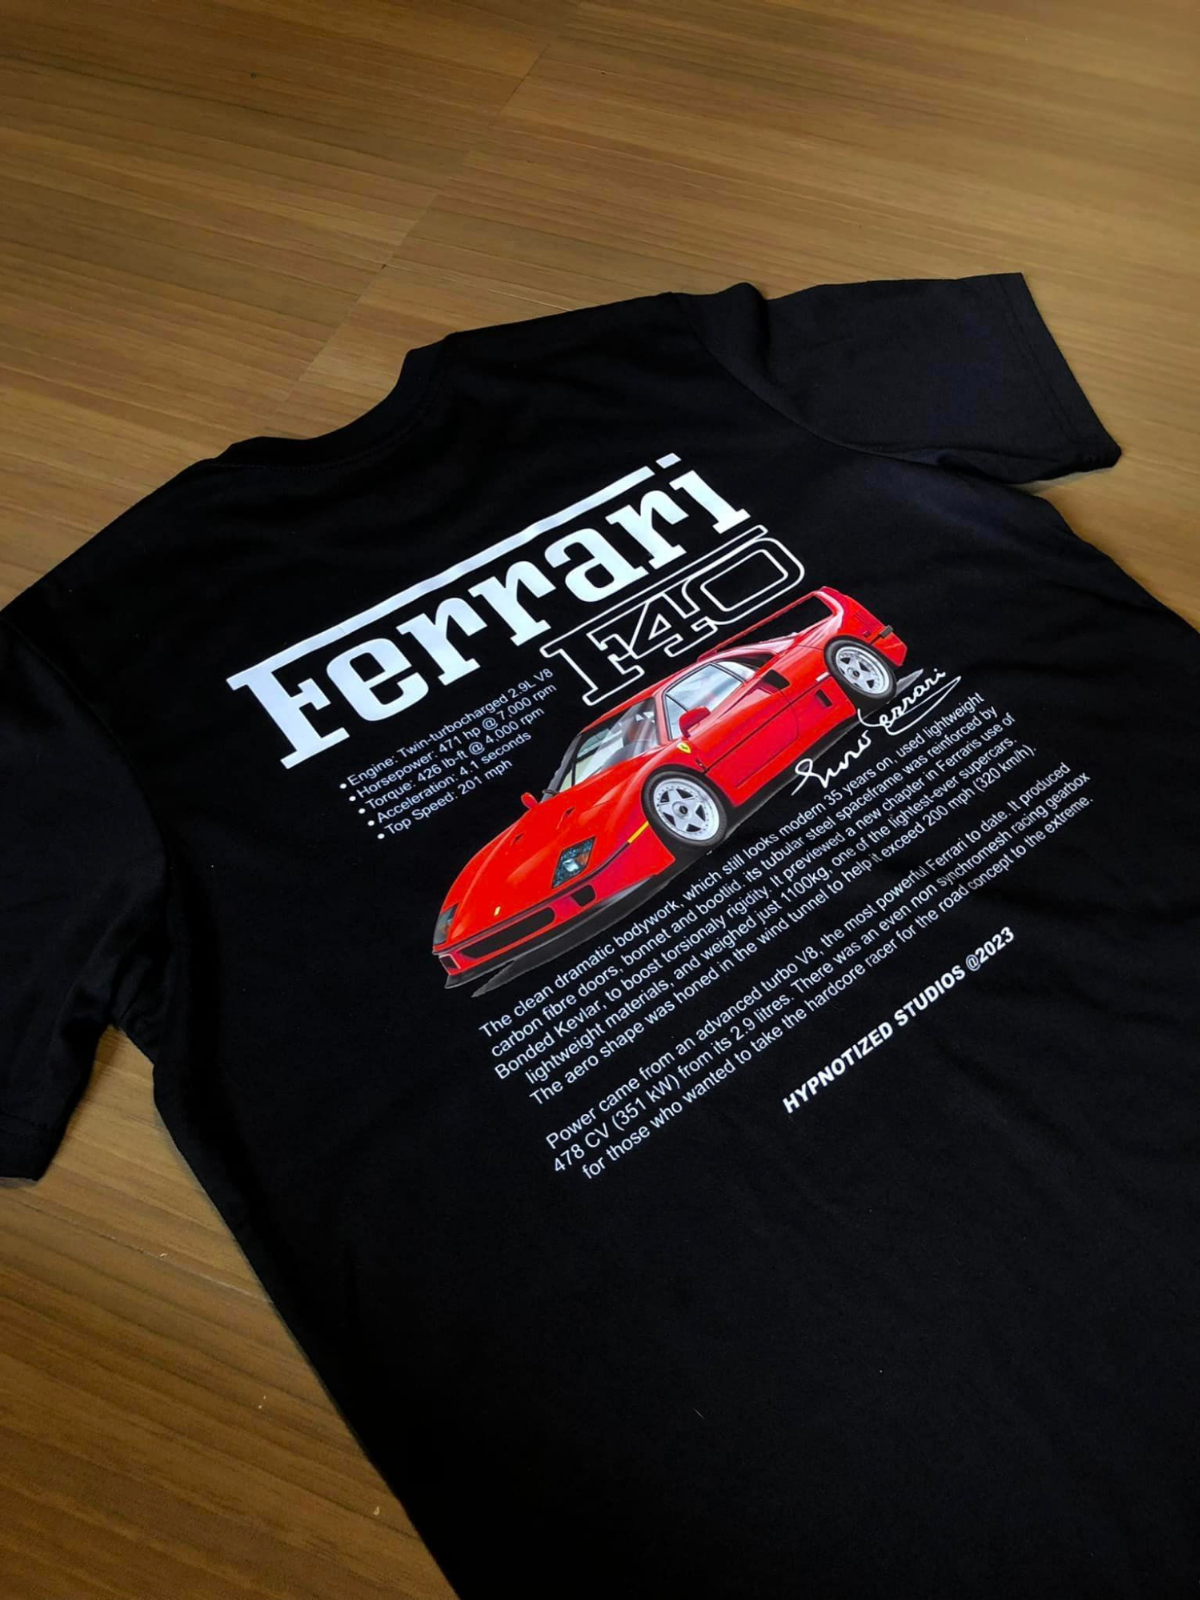 Ferrari
F40
• Engine: Twin-turbocharged 2.9L V8
• Horsepower: 471 hp @ 7,000 rpm
• Torque: 426 lb-ft @ 4,000 rpm
• Acceleration: 4.1 seconds
• Top Speed: 201 mph
Enzo Ferrari
The clean dramatic bodywork, which still looks modern 35 years on, used lightweight
carbon fibre doors, bonnet and bootlid, its tubular steel spaceframe was reinforced by
Bonded Kevlar, to boost torsionally rigidity. It previewed a new chapter in Ferraris use of
lightweight materials, and weighed just 1100kg, one of the lightest-ever supercars.
The aero shape was honed in the wind tunnel to help it exceed 200 mph (320 km/h).
Power came from an advanced turbo V8, the most powerful Ferrari to date. It produced
478 CV (351 kW) from its 2.9 litres. There was an even non synchromesh racing gearbox
for those who wanted to take the hardcore racer for the road concept to the extreme.
HYPNOTIZED STUDIOS @2023